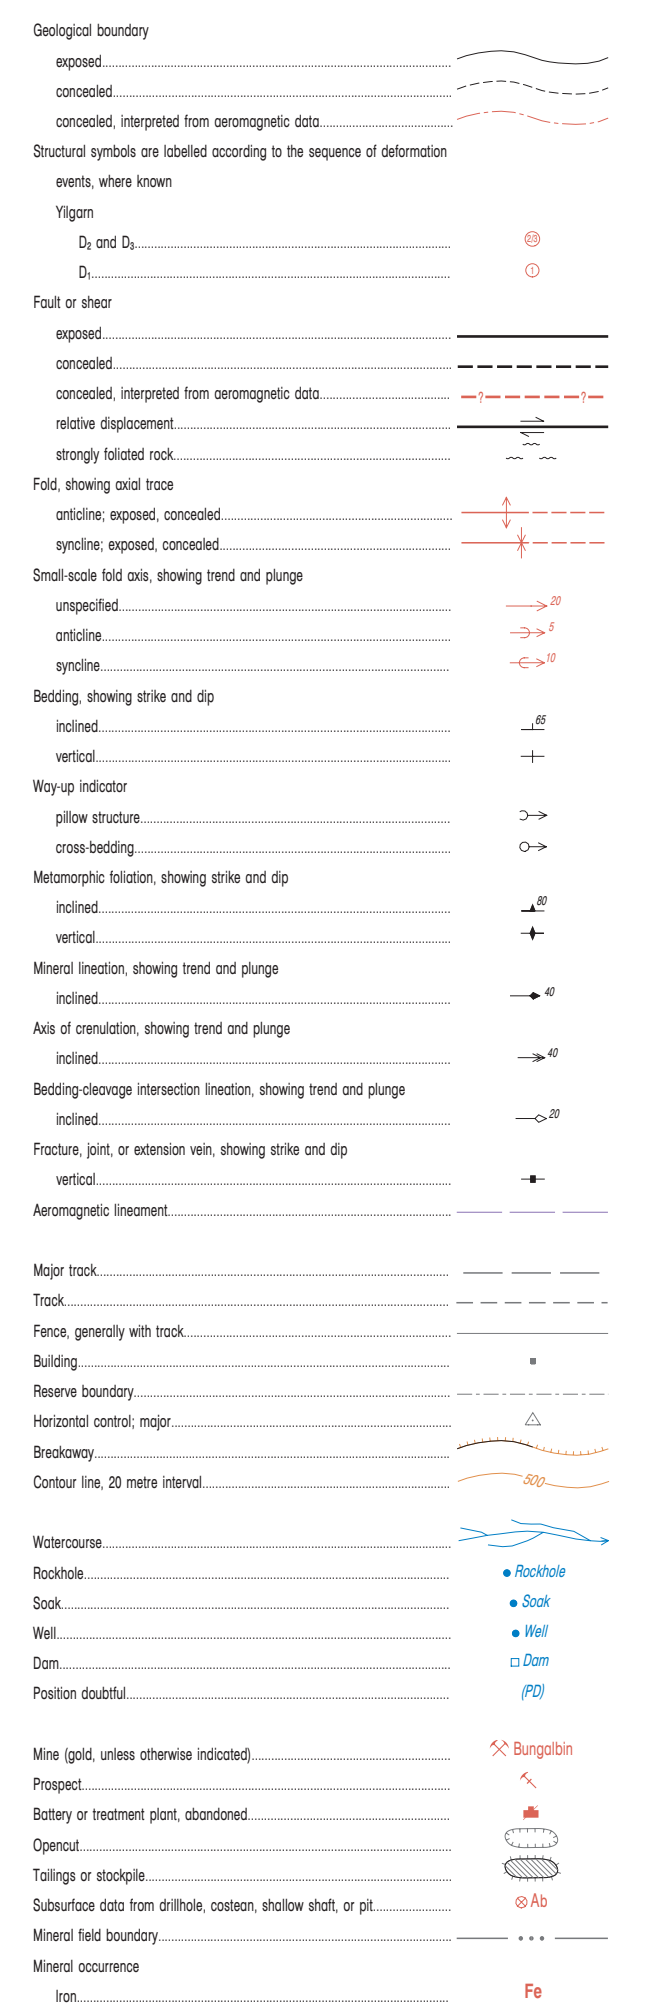 Geological boundary
exposed
concealed
concealed, interpreted from aeromagnetic data
Structural symbols are labelled according to the sequence of deformation
events, where known
Yilgarn
D₂ and D₃ 2/3
D₁ 1
Fault or shear
exposed
concealed
concealed, interpreted from aeromagnetic data ? ?
relative displacement
strongly foliated rock
Fold, showing axial trace
anticline; exposed, concealed
syncline; exposed, concealed
Small-scale fold axis, showing trend and plunge
unspecified 20
anticline 5
syncline 10
Bedding, showing strike and dip
inclined 65
vertical
Way-up indicator
pillow structure
cross-bedding
Metamorphic foliation, showing strike and dip
inclined 80
vertical
Mineral lineation, showing trend and plunge
inclined 40
Axis of crenulation, showing trend and plunge
inclined 40
Bedding-cleavage intersection lineation, showing trend and plunge
inclined 20
Fracture, joint, or extension vein, showing strike and dip
vertical
Aeromagnetic lineament
Major track
Track
Fence, generally with track
Building
Reserve boundary
Horizontal control; major
Breakaway
Contour line, 20 metre interval 500
Watercourse
Rockhole Rockhole
Soak Soak
Well Well
Dam Dam
Position doubtful (PD)
Mine (gold, unless otherwise indicated) Bungalbin
Prospect
Battery or treatment plant, abandoned
Opencut
Tailings or stockpile
Subsurface data from drillhole, costean, shallow shaft, or pit Ab
Mineral field boundary
Mineral occurrence
Iron Fe